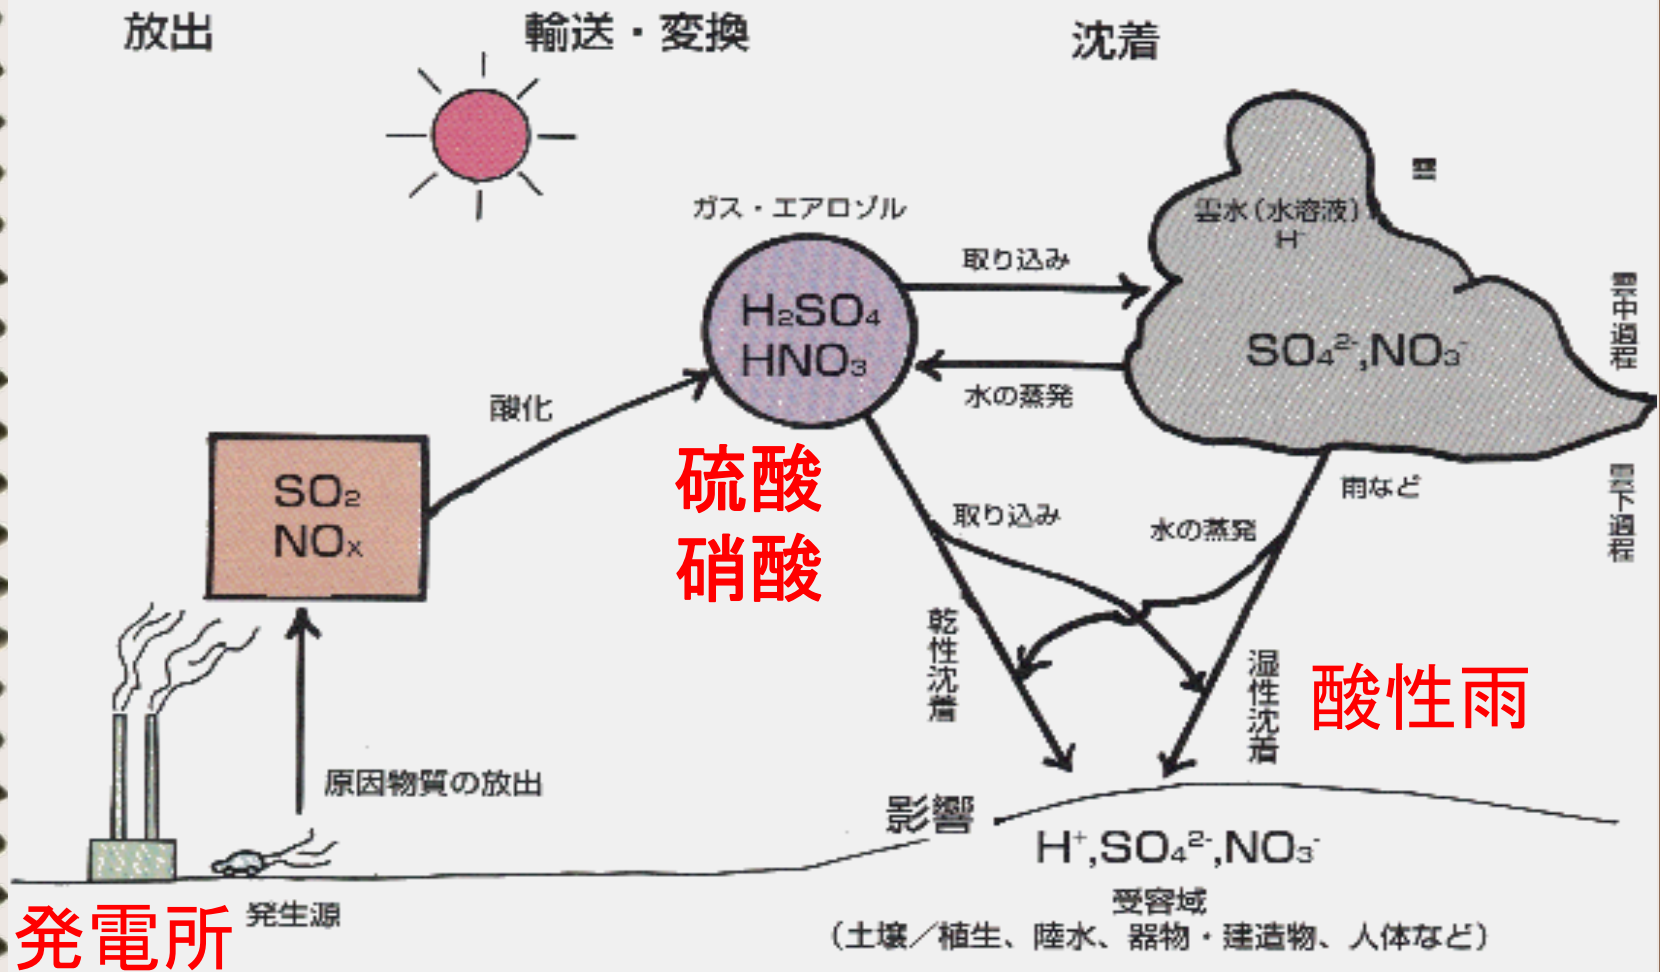 放出
輸送・変換
沈着
ガス・エアロゾル
H₂SO₄
HNO₃
硫酸
硝酸
取り込み
水の蒸発
雲
雲水(水溶液)
H⁻
SO₄²⁻,NO₃⁻
雲中過程
雲下過程
酸化
SO₂
NOx
原因物質の放出
発電所
発生源
取り込み
水の蒸発
雨など
乾性沈着
湿性沈着
酸性雨
影響
H⁺,SO₄²⁻,NO₃⁻
受容域
(土壌/植生、陸水、器物・建造物、人体など)